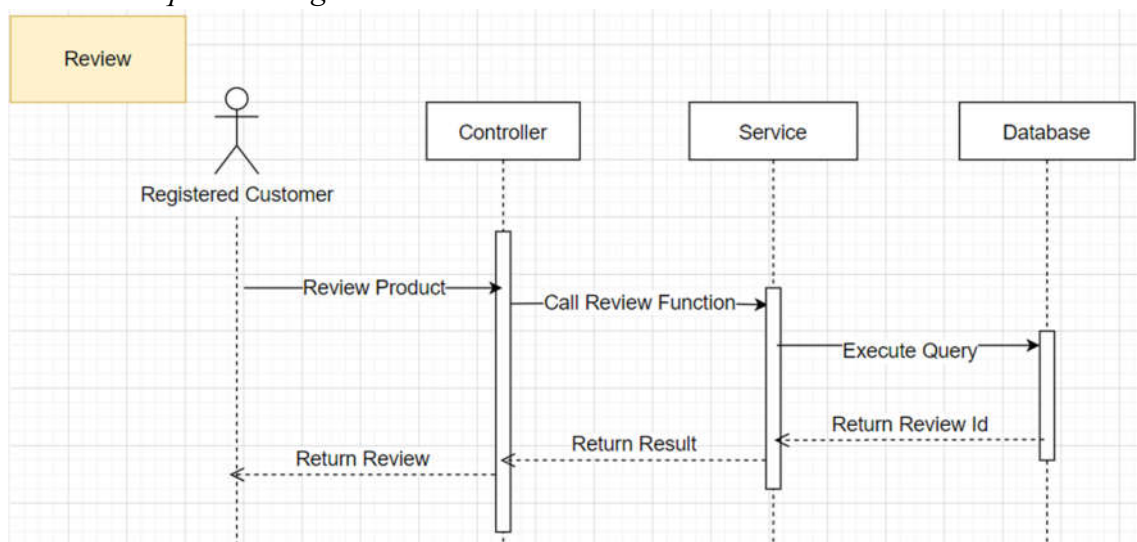 Review
Controller
Service
Database
Registered Customer
Review Product
Call Review Function
Execute Query
Return Review Id
Return Result
Return Review